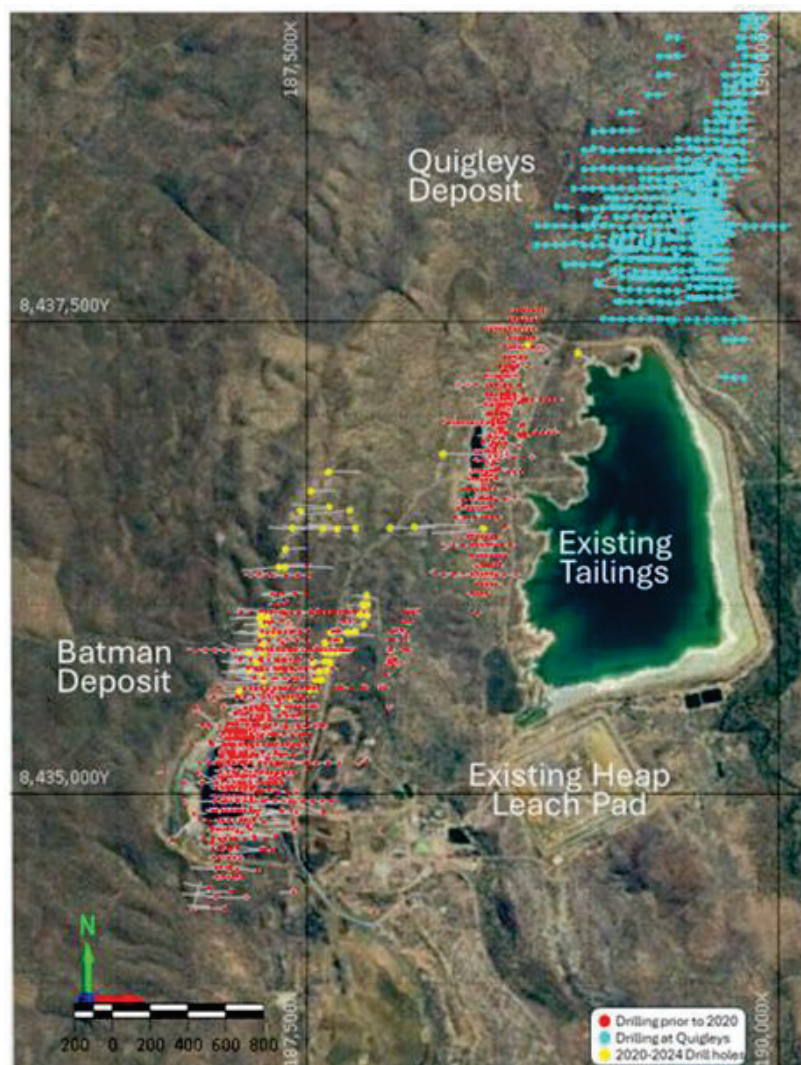 187,500X
190,000X
Quigleys
Deposit
8,437,500Y
Existing
Tailings
Batman
Deposit
8,435,000Y
Existing Heap
Leach Pad
N
200 0 200 400 600 800
187,500X
190,000X
Drilling prior to 2020
Drilling at Quigleys
2020-2024 Drill holes